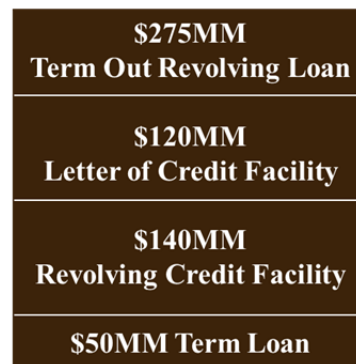 $275MM
Term Out Revolving Loan
$120MM
Letter of Credit Facility
$140MM
Revolving Credit Facility
$50MM Term Loan